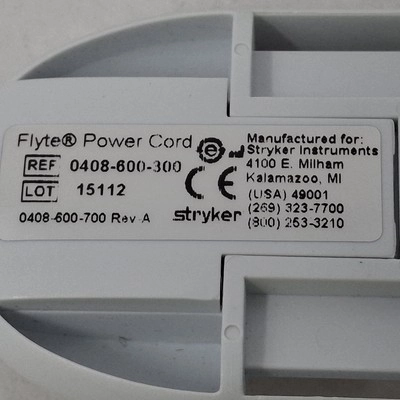 Flyte® Power Cord
REF 0408-600-300
LOT 15112
0408-600-700 Rev A
CE
stryker
Manufactured for:
Stryker Instruments
4100 E. Milham
Kalamazoo, MI
(USA) 49001
(269) 323-7700
(800) 253-3210